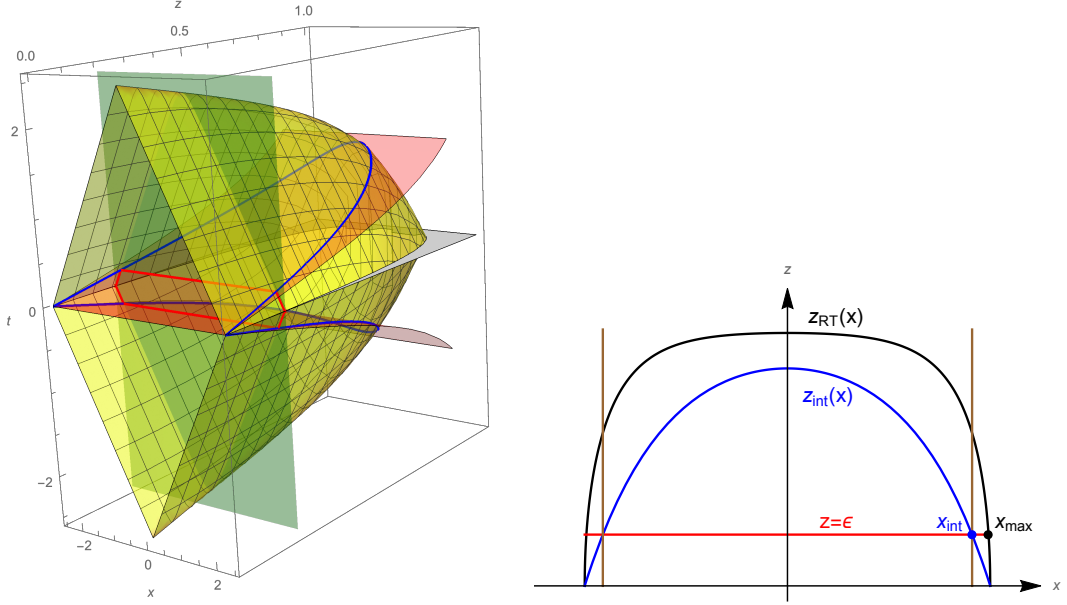 z
0.0
0.5
1.0
2
0
−2
t
−2
0
2
x
z
z_RT(x)
z_int(x)
z=ϵ
x_int
x_max
x